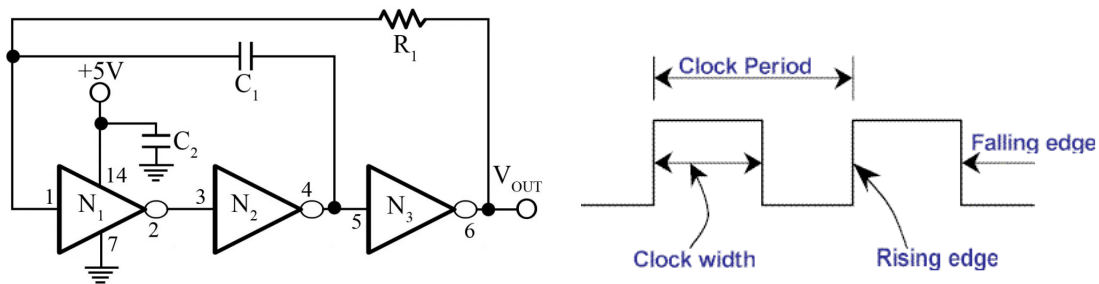 R1
C1
+5V
C2
14
1
N1
7
2
3
N2
4
5
N3
6
VOUT
Clock Period
Falling edge
Clock width
Rising edge